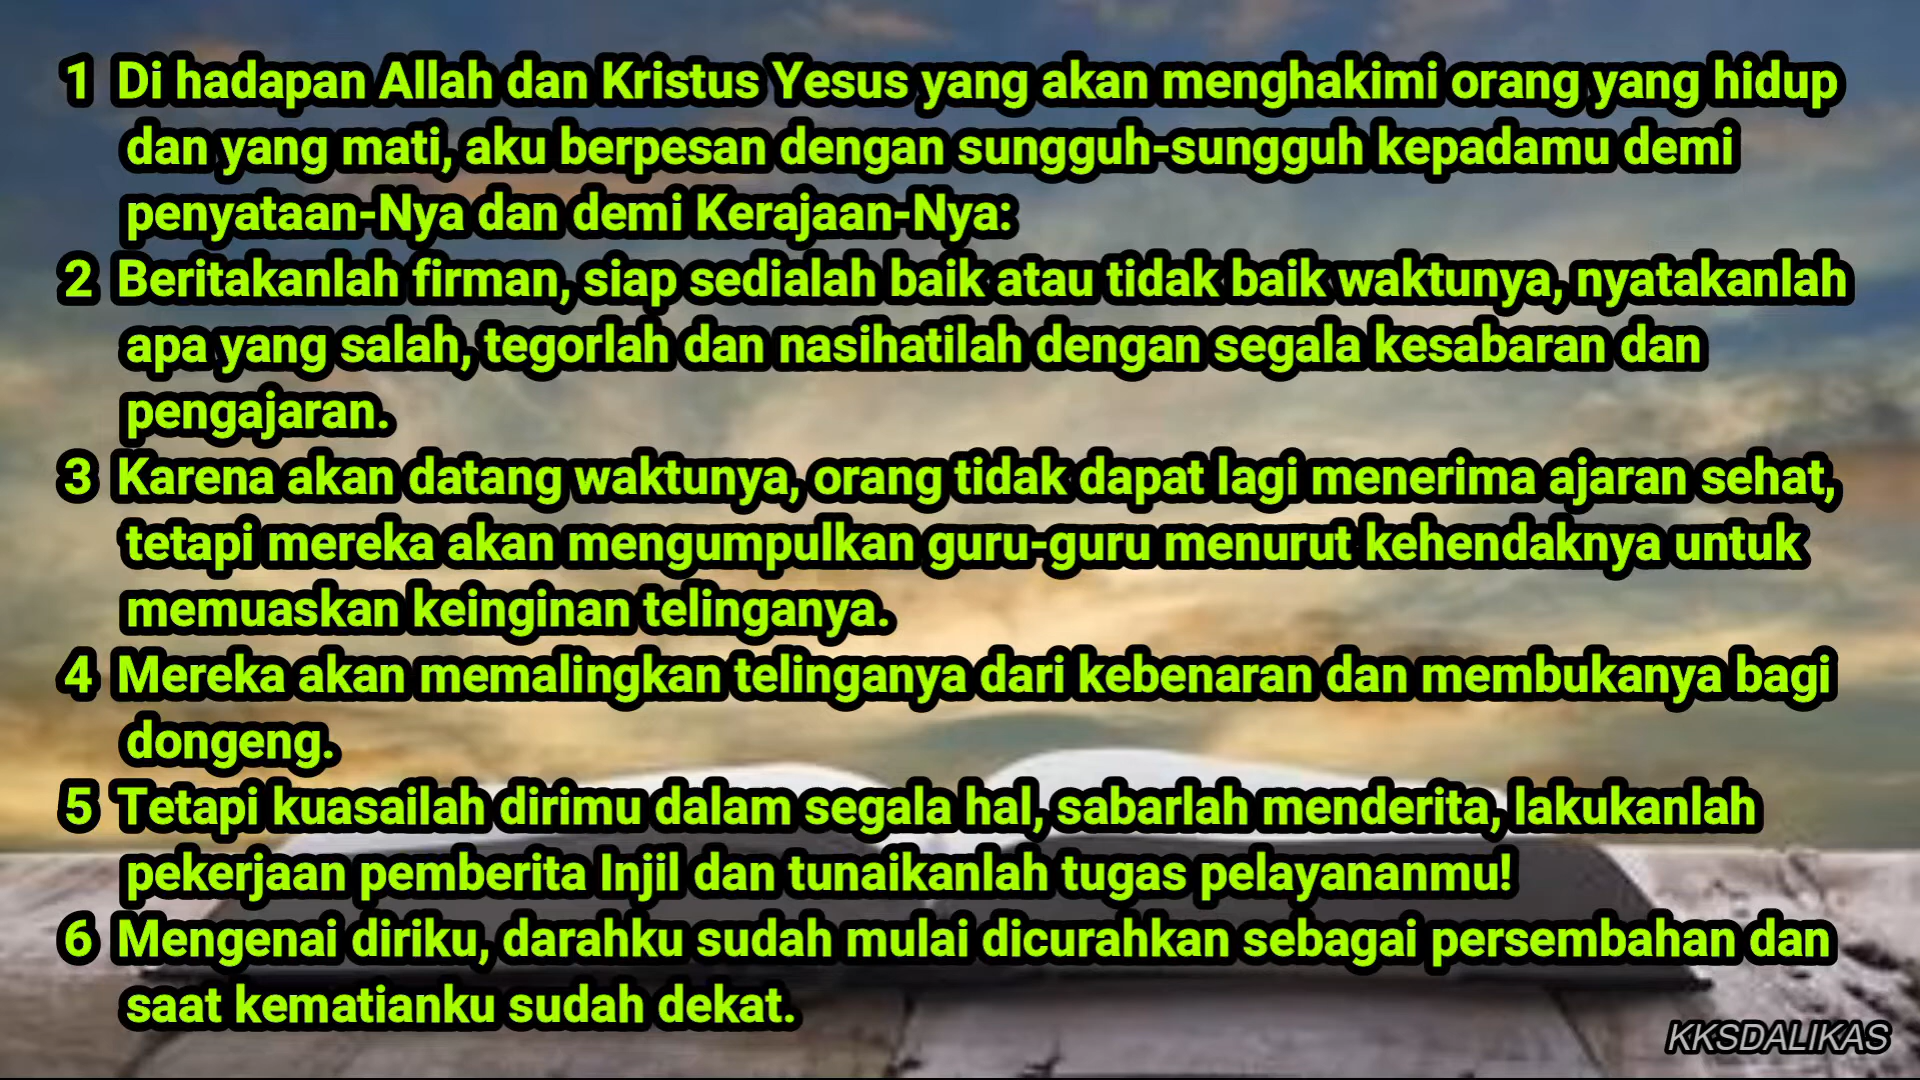 1 Di hadapan Allah dan Kristus Yesus yang akan menghakimi orang yang hidup
dan yang mati, aku berpesan dengan sungguh-sungguh kepadamu demi
penyataan-Nya dan demi Kerajaan-Nya:
2 Beritakanlah firman, siap sedialah baik atau tidak baik waktunya, nyatakanlah
apa yang salah, tegorlah dan nasihatilah dengan segala kesabaran dan
pengajaran.
3 Karena akan datang waktunya, orang tidak dapat lagi menerima ajaran sehat,
tetapi mereka akan mengumpulkan guru-guru menurut kehendaknya untuk
memuaskan keinginan telinganya.
4 Mereka akan memalingkan telinganya dari kebenaran dan membukanya bagi
dongeng.
5 Tetapi kuasailah dirimu dalam segala hal, sabarlah menderita, lakukanlah
pekerjaan pemberita Injil dan tunaikanlah tugas pelayananmu!
6 Mengenai diriku, darahku sudah mulai dicurahkan sebagai persembahan dan
saat kematianku sudah dekat.
KKSDALIKAS